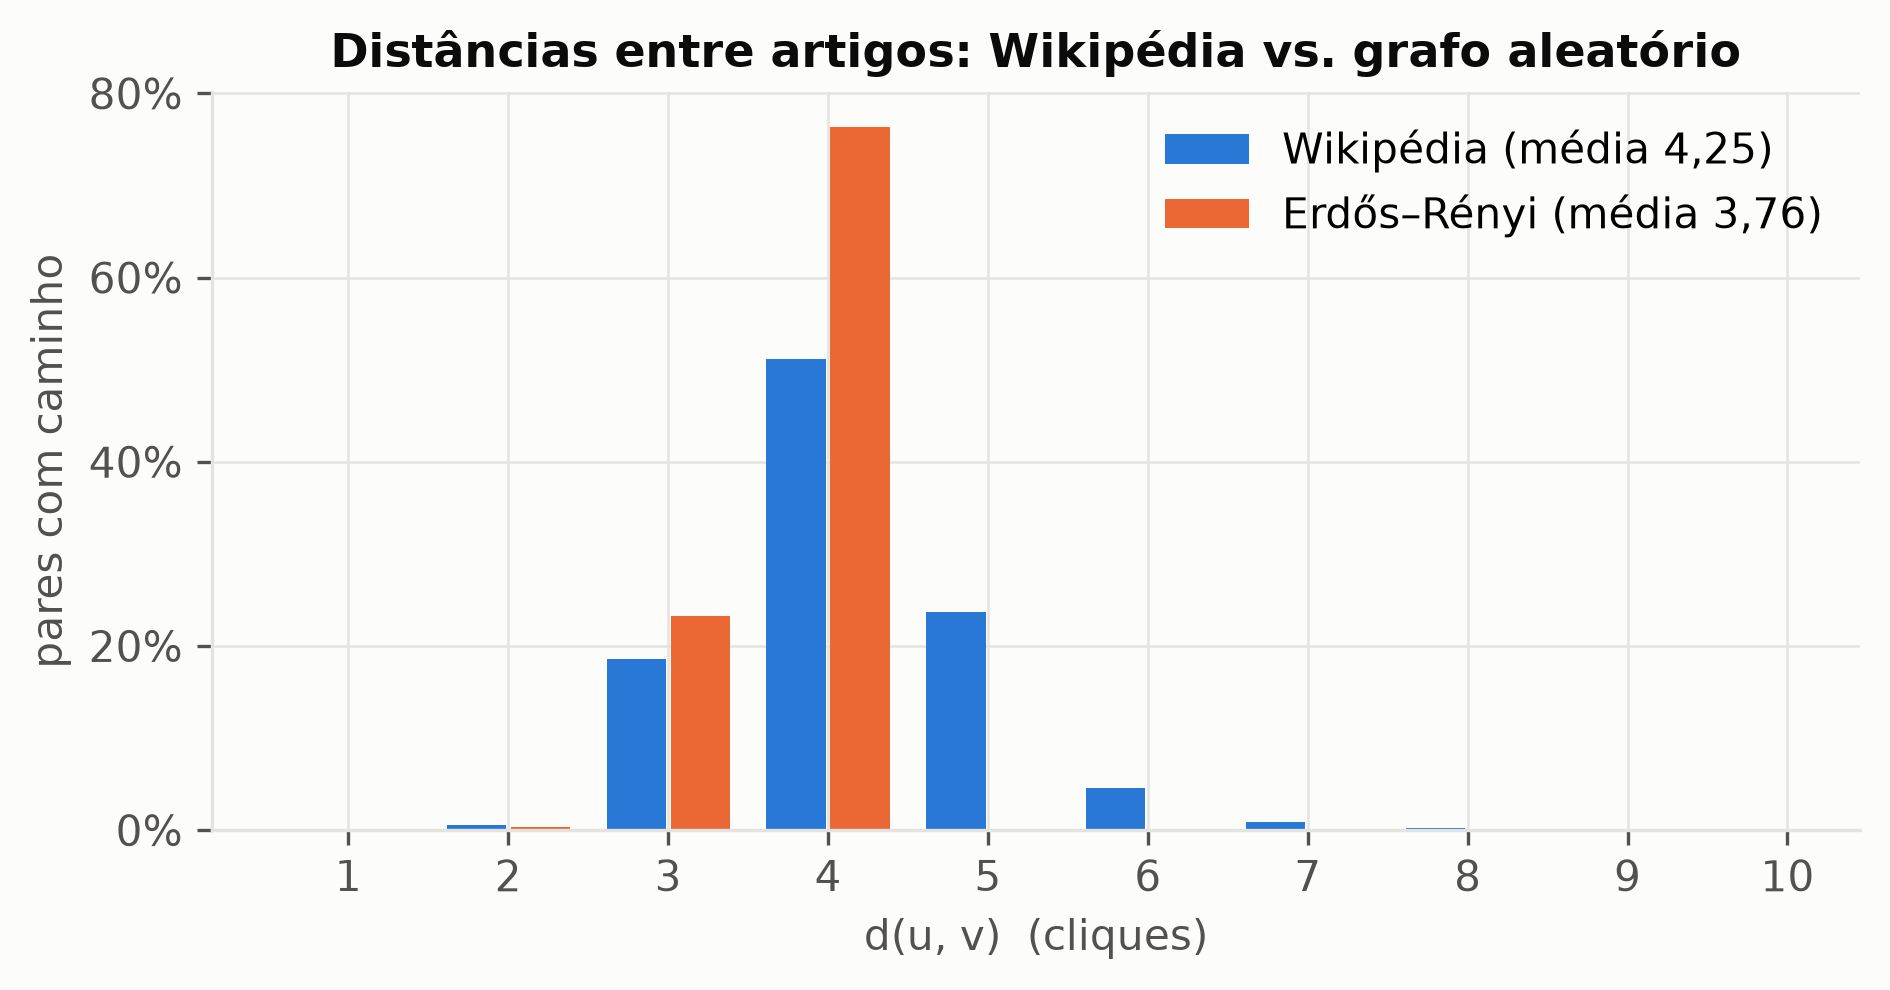 Distâncias entre artigos: Wikipédia vs. grafo aleatório
80%
60%
40%
20%
0%
pares com caminho
Wikipédia (média 4,25)
Erdős–Rényi (média 3,76)
1 2 3 4 5 6 7 8 9 10
d(u, v) (cliques)